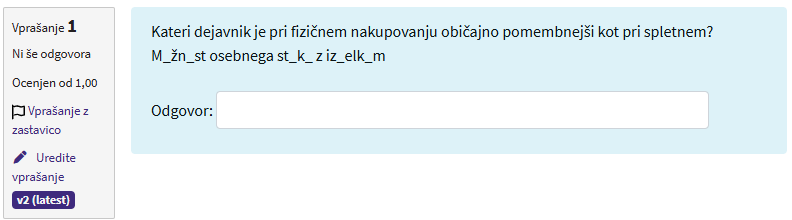 Vprašanje 1
Ni še odgovora
Ocenjen od 1,00
Vprašanje z
zastavico
Uredite
vprašanje
v2 (latest)
Kateri dejavnik je pri fizičnem nakupovanju običajno pomembnejši kot pri spletnem?
M_žn_st osebnega st_k_ z iz_elk_m
Odgovor: